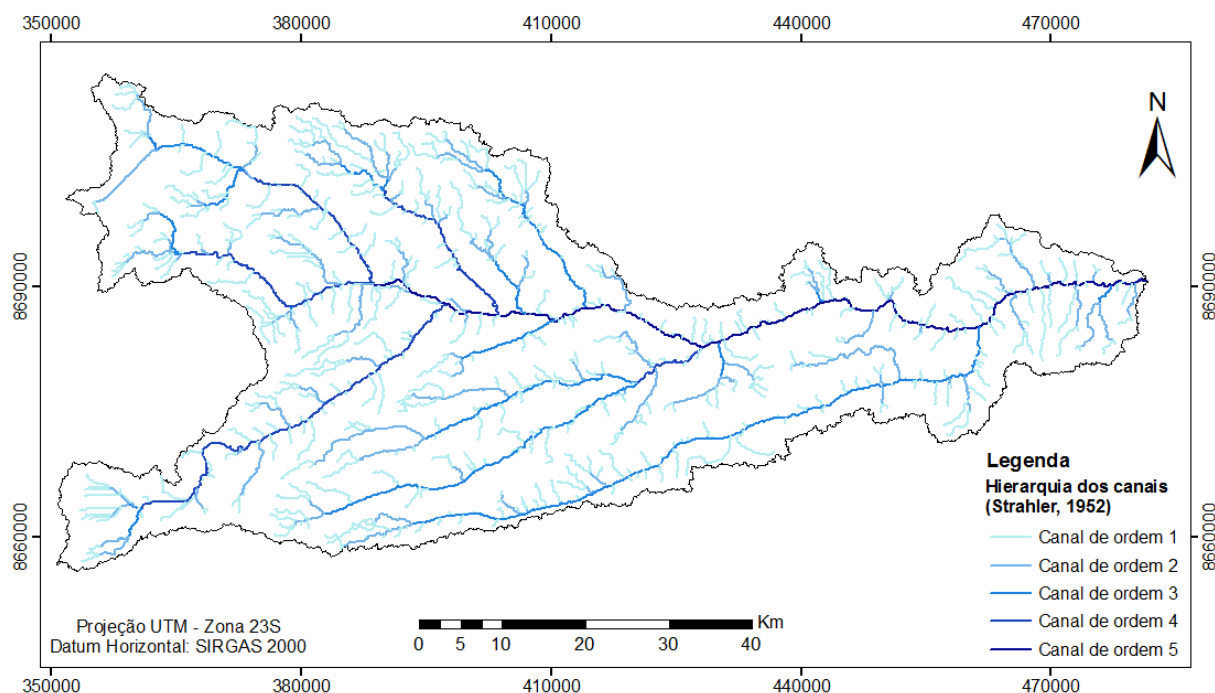 350000 380000 410000 440000 470000
N
8690000 8690000
8660000 8660000
Legenda
Hierarquia dos canais
(Strahler, 1952)
Canal de ordem 1
Canal de ordem 2
Canal de ordem 3
Canal de ordem 4
Canal de ordem 5
Projeção UTM - Zona 23S
Datum Horizontal: SIRGAS 2000
Km
0 5 10 20 30 40
350000 380000 410000 440000 470000